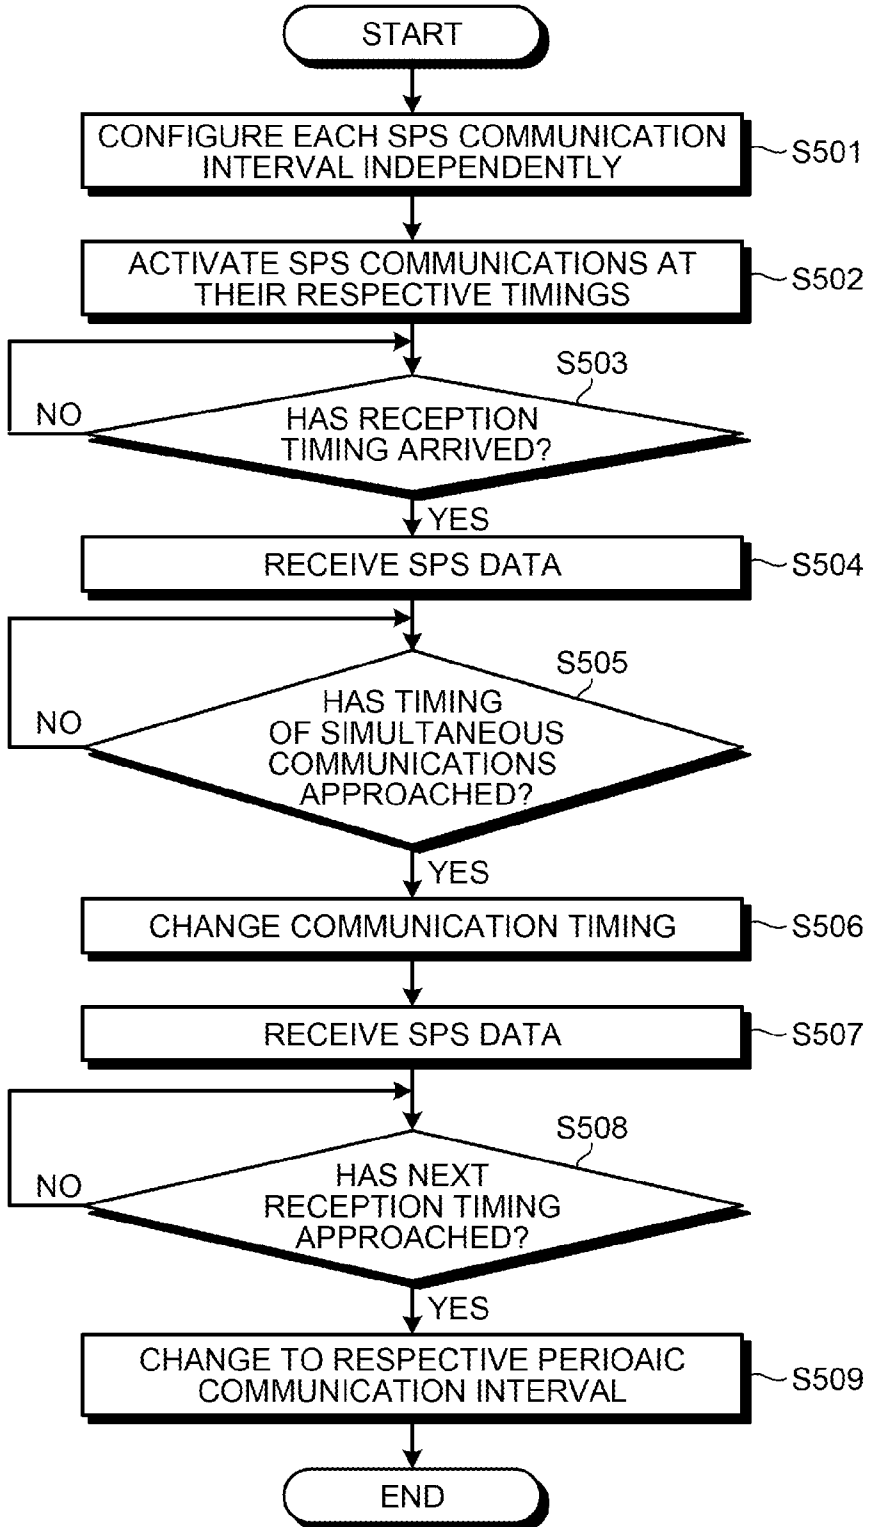 START
CONFIGURE EACH SPS COMMUNICATION
INTERVAL INDEPENDENTLY
S501
ACTIVATE SPS COMMUNICATIONS AT
THEIR RESPECTIVE TIMINGS
S502
S503
NO
HAS RECEPTION
TIMING ARRIVED?
YES
RECEIVE SPS DATA
S504
S505
NO
HAS TIMING
OF SIMULTANEOUS
COMMUNICATIONS
APPROACHED?
YES
CHANGE COMMUNICATION TIMING
S506
RECEIVE SPS DATA
S507
S508
NO
HAS NEXT
RECEPTION TIMING
APPROACHED?
YES
CHANGE TO RESPECTIVE PERIOAIC
COMMUNICATION INTERVAL
S509
END